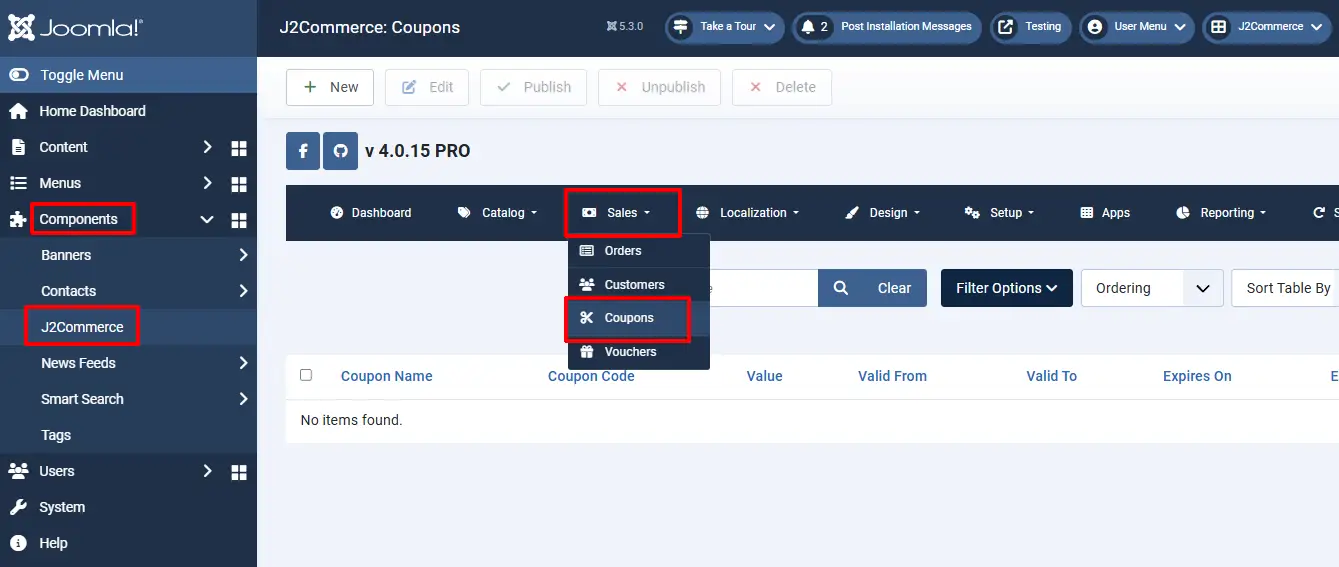 Joomla!®
J2Commerce: Coupons
5.3.0
Take a Tour
2 Post Installation Messages
Testing
User Menu
J2Commerce
Toggle Menu
Home Dashboard
Content
Menus
Components
Banners
Contacts
J2Commerce
News Feeds
Smart Search
Tags
Users
System
Help
New
Edit
Publish
Unpublish
Delete
v 4.0.15 PRO
Dashboard
Catalog
Sales
Localization
Design
Setup
Apps
Reporting
Orders
Customers
Coupons
Vouchers
Clear
Filter Options
Ordering
Sort Table By
Coupon Name
Coupon Code
Value
Valid From
Valid To
Expires On
No items found.